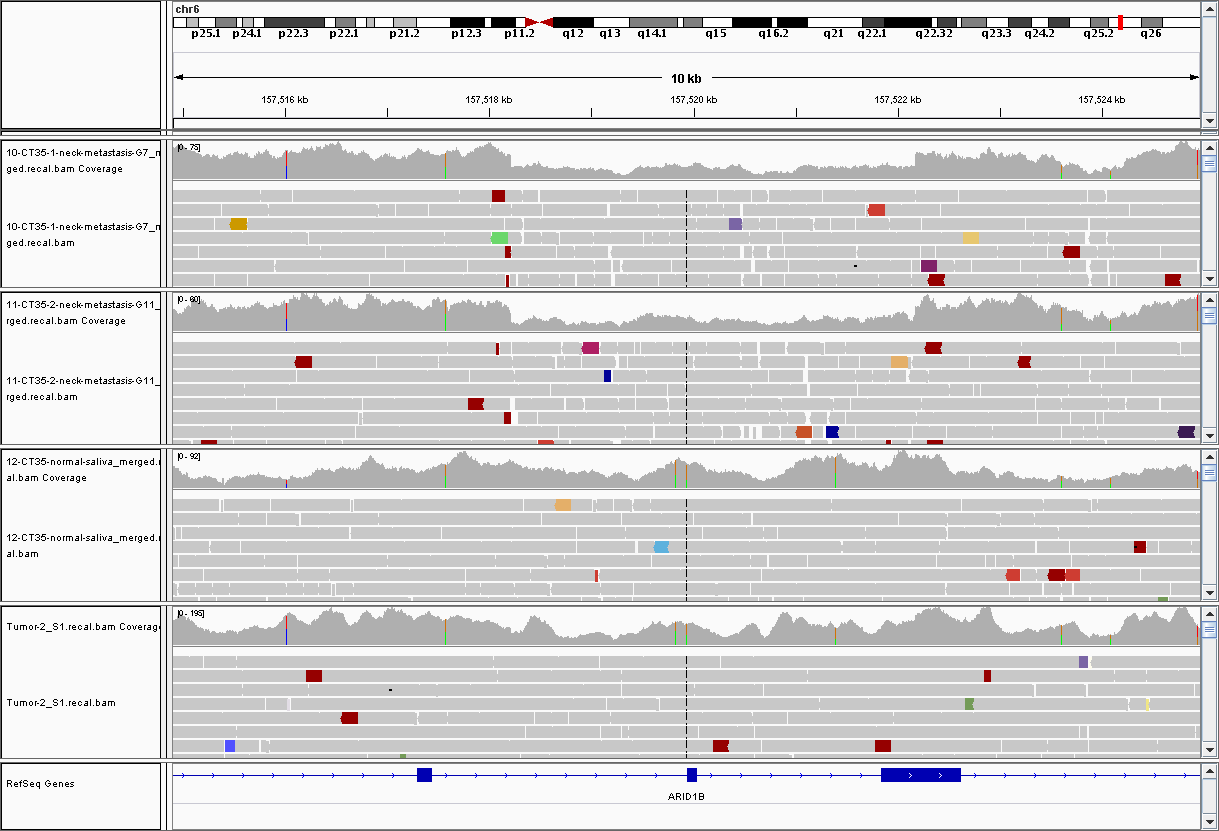 chr6
p25.1 p24.1 p22.3 p22.1 p21.2 p12.3 p11.2 q12 q13 q14.1 q15 q16.2 q21 q22.1 q22.32 q23.3 q24.2 q25.2 q26
10 kb
157,516 kb 157,518 kb 157,520 kb 157,522 kb 157,524 kb
10-CT35-1-neck-metastasis-G7_m
ged.recal.bam Coverage
[0 - 75]
10-CT35-1-neck-metastasis-G7_m
ged.recal.bam
11-CT35-2-neck-metastasis-G11_
rged.recal.bam Coverage
[0 - 60]
11-CT35-2-neck-metastasis-G11_
rged.recal.bam
12-CT35-normal-saliva_merged.r
al.bam Coverage
[0 - 92]
12-CT35-normal-saliva_merged.r
al.bam
Tumor-2_S1.recal.bam Coverage
[0 - 195]
Tumor-2_S1.recal.bam
RefSeq Genes
ARID1B